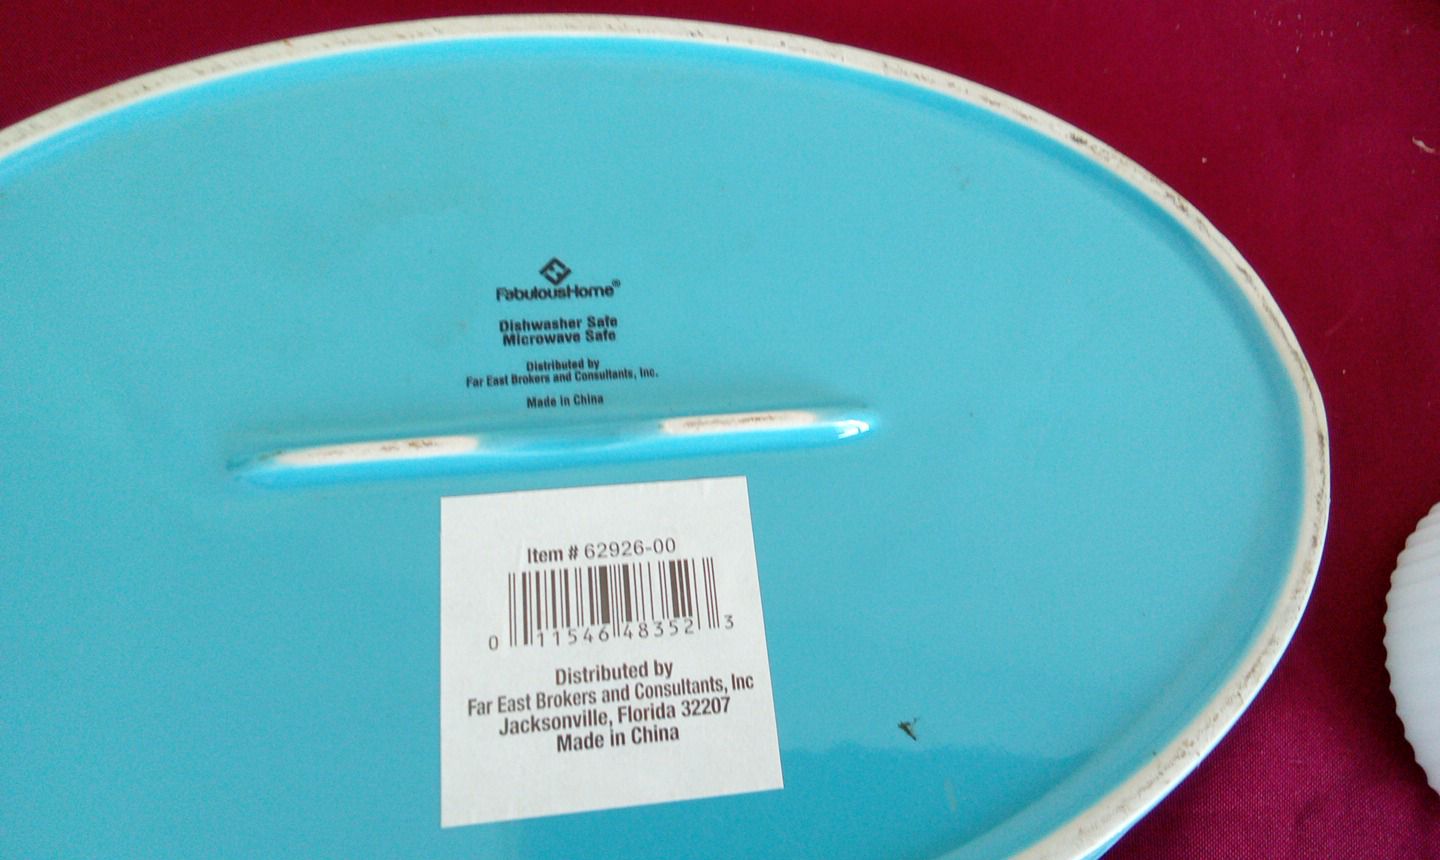 FabulousHome®
Dishwasher Safe
Microwave Safe
Distributed by
Far East Brokers and Consultants, Inc.
Made in China
Item # 62926-00
0 11546 48352 3
Distributed by
Far East Brokers and Consultants, Inc
Jacksonville, Florida 32207
Made in China